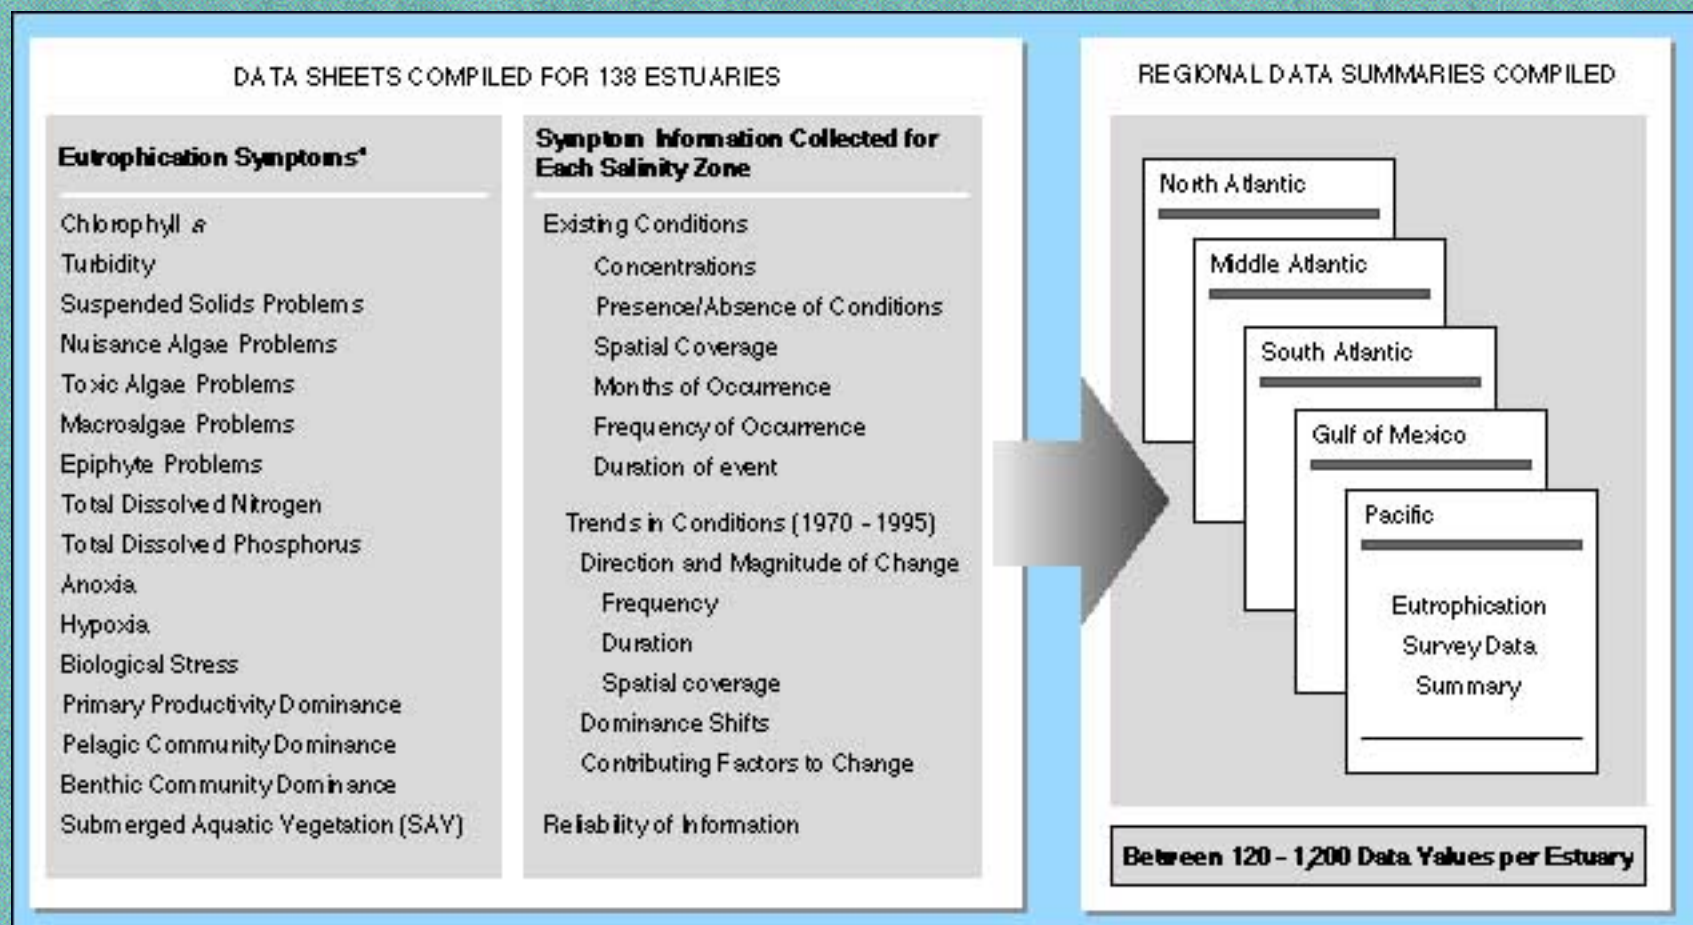 DATA SHEETS COMPILED FOR 138 ESTUARIES
Eutrophication Symptoms*
Chlorophyll a
Turbidity
Suspended Solids Problems
Nuisance Algae Problems
Toxic Algae Problems
Macroalgae Problems
Epiphyte Problems
Total Dissolved Nitrogen
Total Dissolved Phosphorus
Anoxia
Hypoxia
Biological Stress
Primary Productivity Dominance
Pelagic Community Dominance
Benthic Community Dominance
Submerged Aquatic Vegetation (SAV)
Symptom Information Collected for
Each Salinity Zone
Existing Conditions
Concentrations
Presence/Absence of Conditions
Spatial Coverage
Months of Occurrence
Frequency of Occurrence
Duration of event
Trends in Conditions (1970 - 1995)
Direction and Magnitude of Change
Frequency
Duration
Spatial coverage
Dominance Shifts
Contributing Factors to Change
Reliability of Information
REGIONAL DATA SUMMARIES COMPILED
North Atlantic
Middle Atlantic
South Atlantic
Gulf of Mexico
Pacific
Eutrophication
Survey Data
Summary
Between 120 - 1,200 Data Values per Estuary